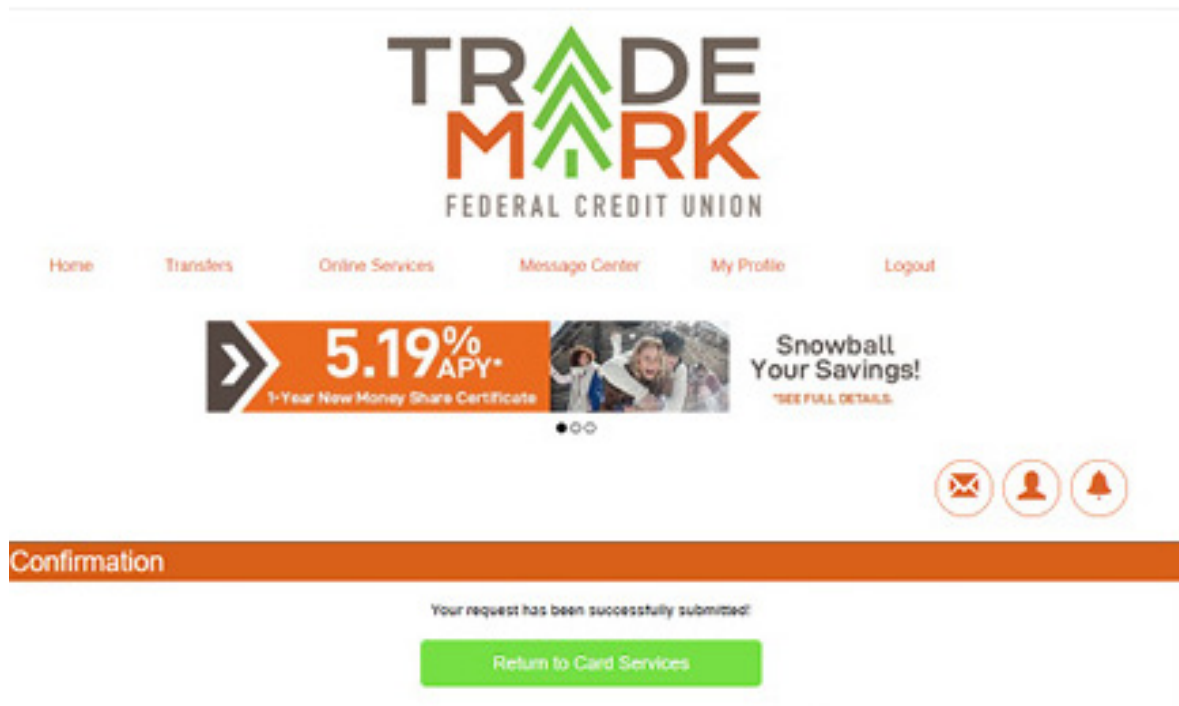 TRADE
MARK
FEDERAL CREDIT UNION
Home Transfers Online Services Message Center My Profile Logout
5.19% APY*
1-Year New Money Share Certificate
Snowball
Your Savings!
*SEE FULL DETAILS.
Confirmation
Your request has been successfully submitted!
Return to Card Services